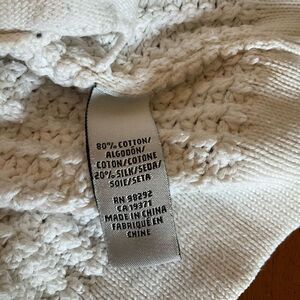 80% COTTON/
ALGODÓN/
COTON/COTONE
20% SILK/SEDA/
SOIE/SETA
RN 98292
CA 19371
MADE IN CHINA
FABRIQUÉ EN
CHINE